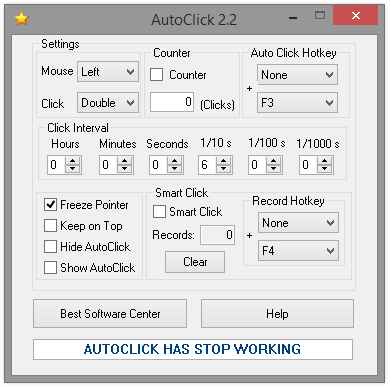 AutoClick 2.2
Settings
Mouse Left
Click Double
Counter
Counter
0 (Clicks)
Auto Click Hotkey
None
+
F3
Click Interval
Hours Minutes Seconds 1/10 s 1/100 s 1/1000 s
0 0 0 6 0 0
Freeze Pointer
Keep on Top
Hide AutoClick
Show AutoClick
Smart Click
Smart Click
Records: 0
Clear
Record Hotkey
None
+
F4
Best Software Center Help
AUTOCLICK HAS STOP WORKING